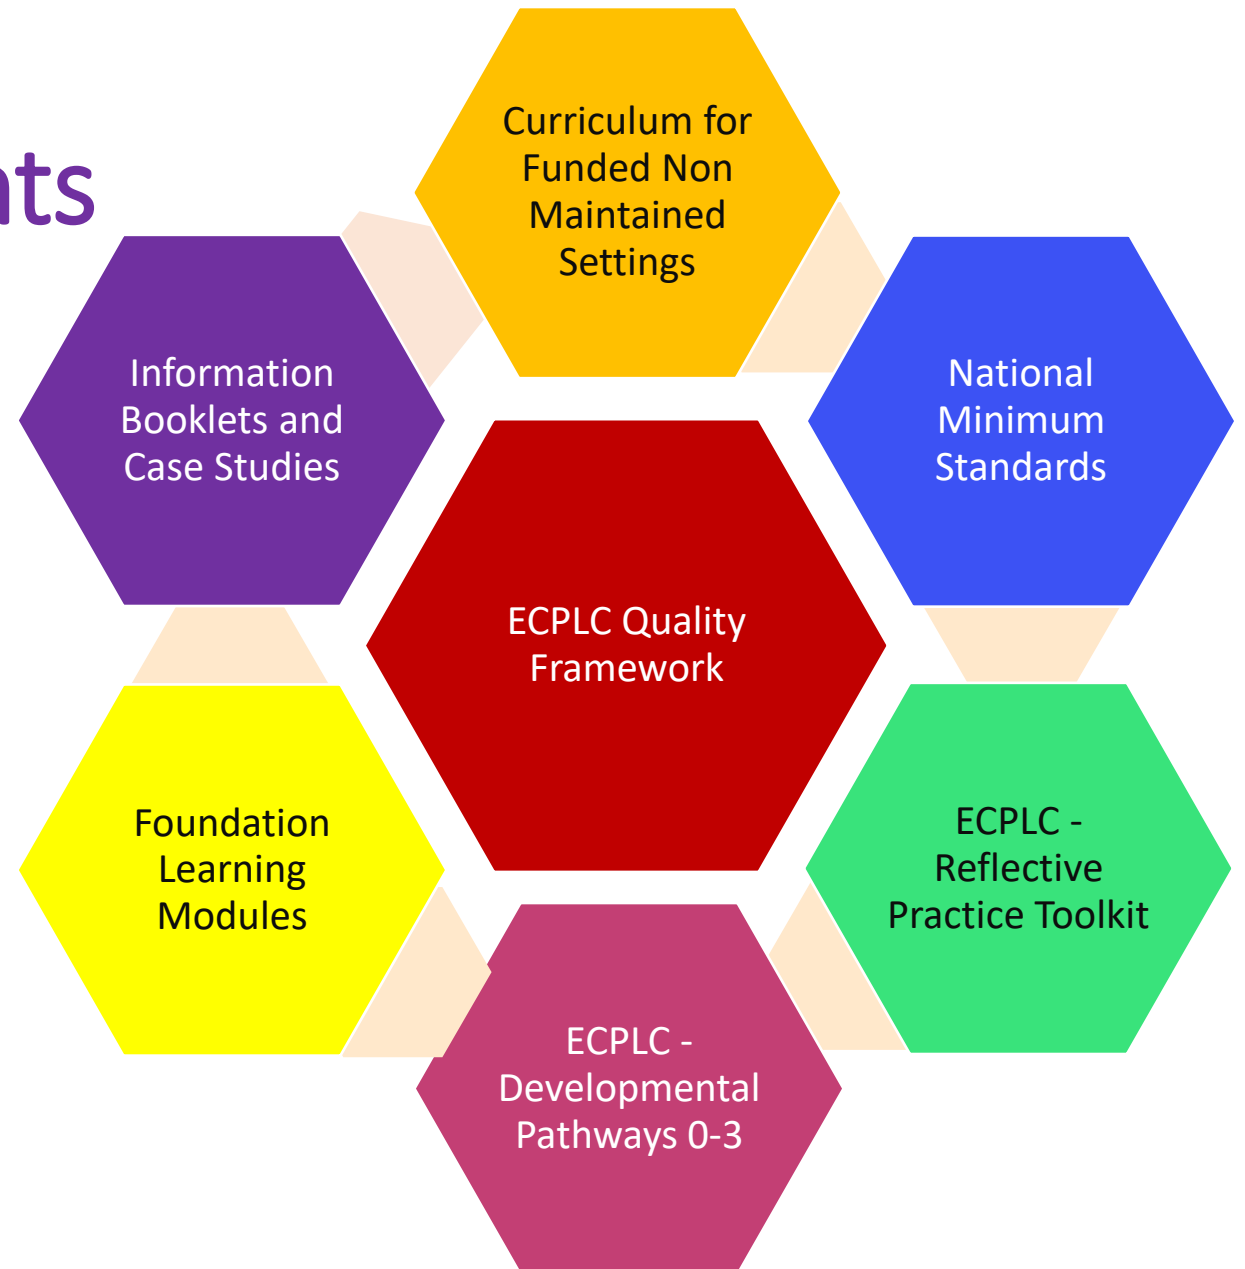 Curriculum for
Funded Non
Maintained
Settings
Information
Booklets and
Case Studies
National
Minimum
Standards
ECPLC Quality
Framework
Foundation
Learning
Modules
ECPLC -
Reflective
Practice Toolkit
ECPLC -
Developmental
Pathways 0-3